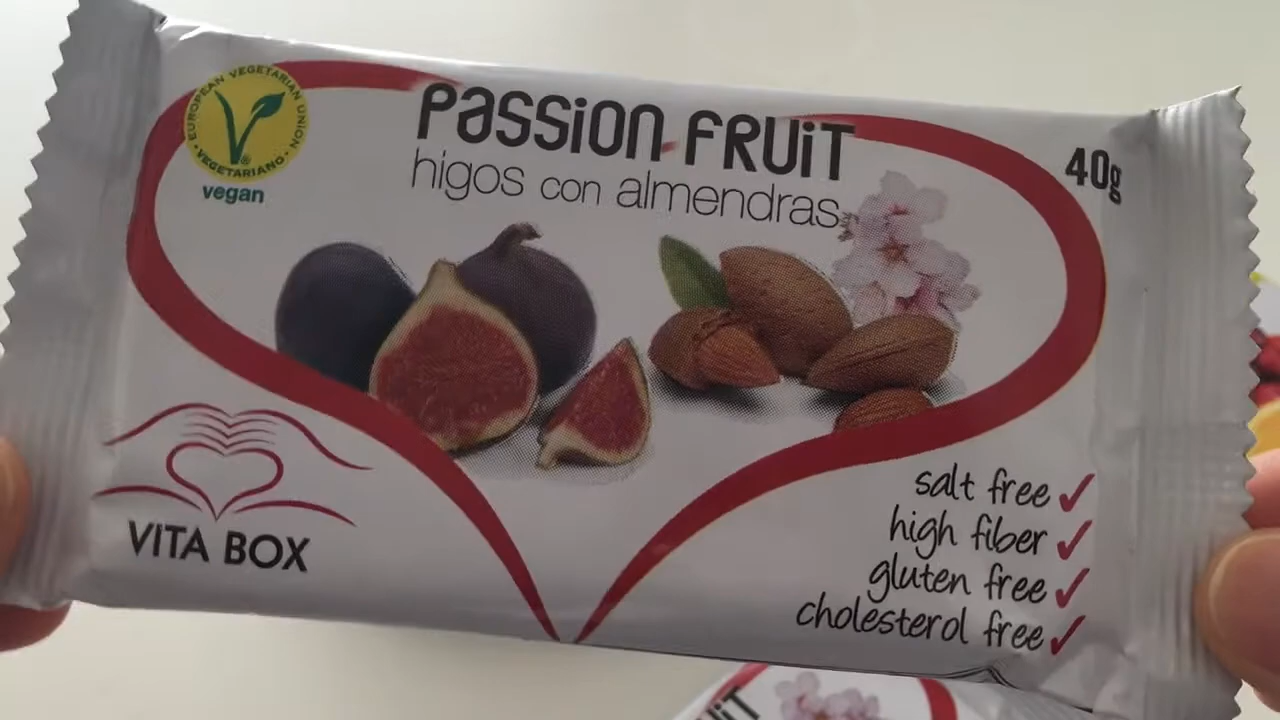 EUROPEAN VEGETARIAN UNION
VEGETARIANO
vegan
PASSION FRUIT
higos con almendras
40g
VITA BOX
salt free
high fiber
gluten free
cholesterol free
UIT